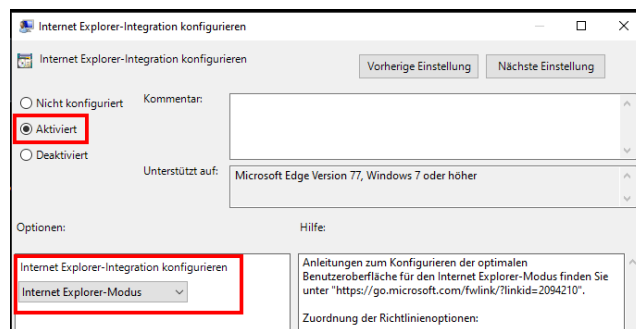 Internet Explorer-Integration konfigurieren
Internet Explorer-Integration konfigurieren
Vorherige Einstellung
Nächste Einstellung
Nicht konfiguriert
Kommentar:
Aktiviert
Deaktiviert
Unterstützt auf:
Microsoft Edge Version 77, Windows 7 oder höher
Optionen:
Hilfe:
Internet Explorer-Integration konfigurieren
Internet Explorer-Modus
Anleitungen zum Konfigurieren der optimalen
Benutzeroberfläche für den Internet Explorer-Modus finden Sie
unter "https://go.microsoft.com/fwlink/?linkid=2094210".
Zuordnung der Richtlinienoptionen: